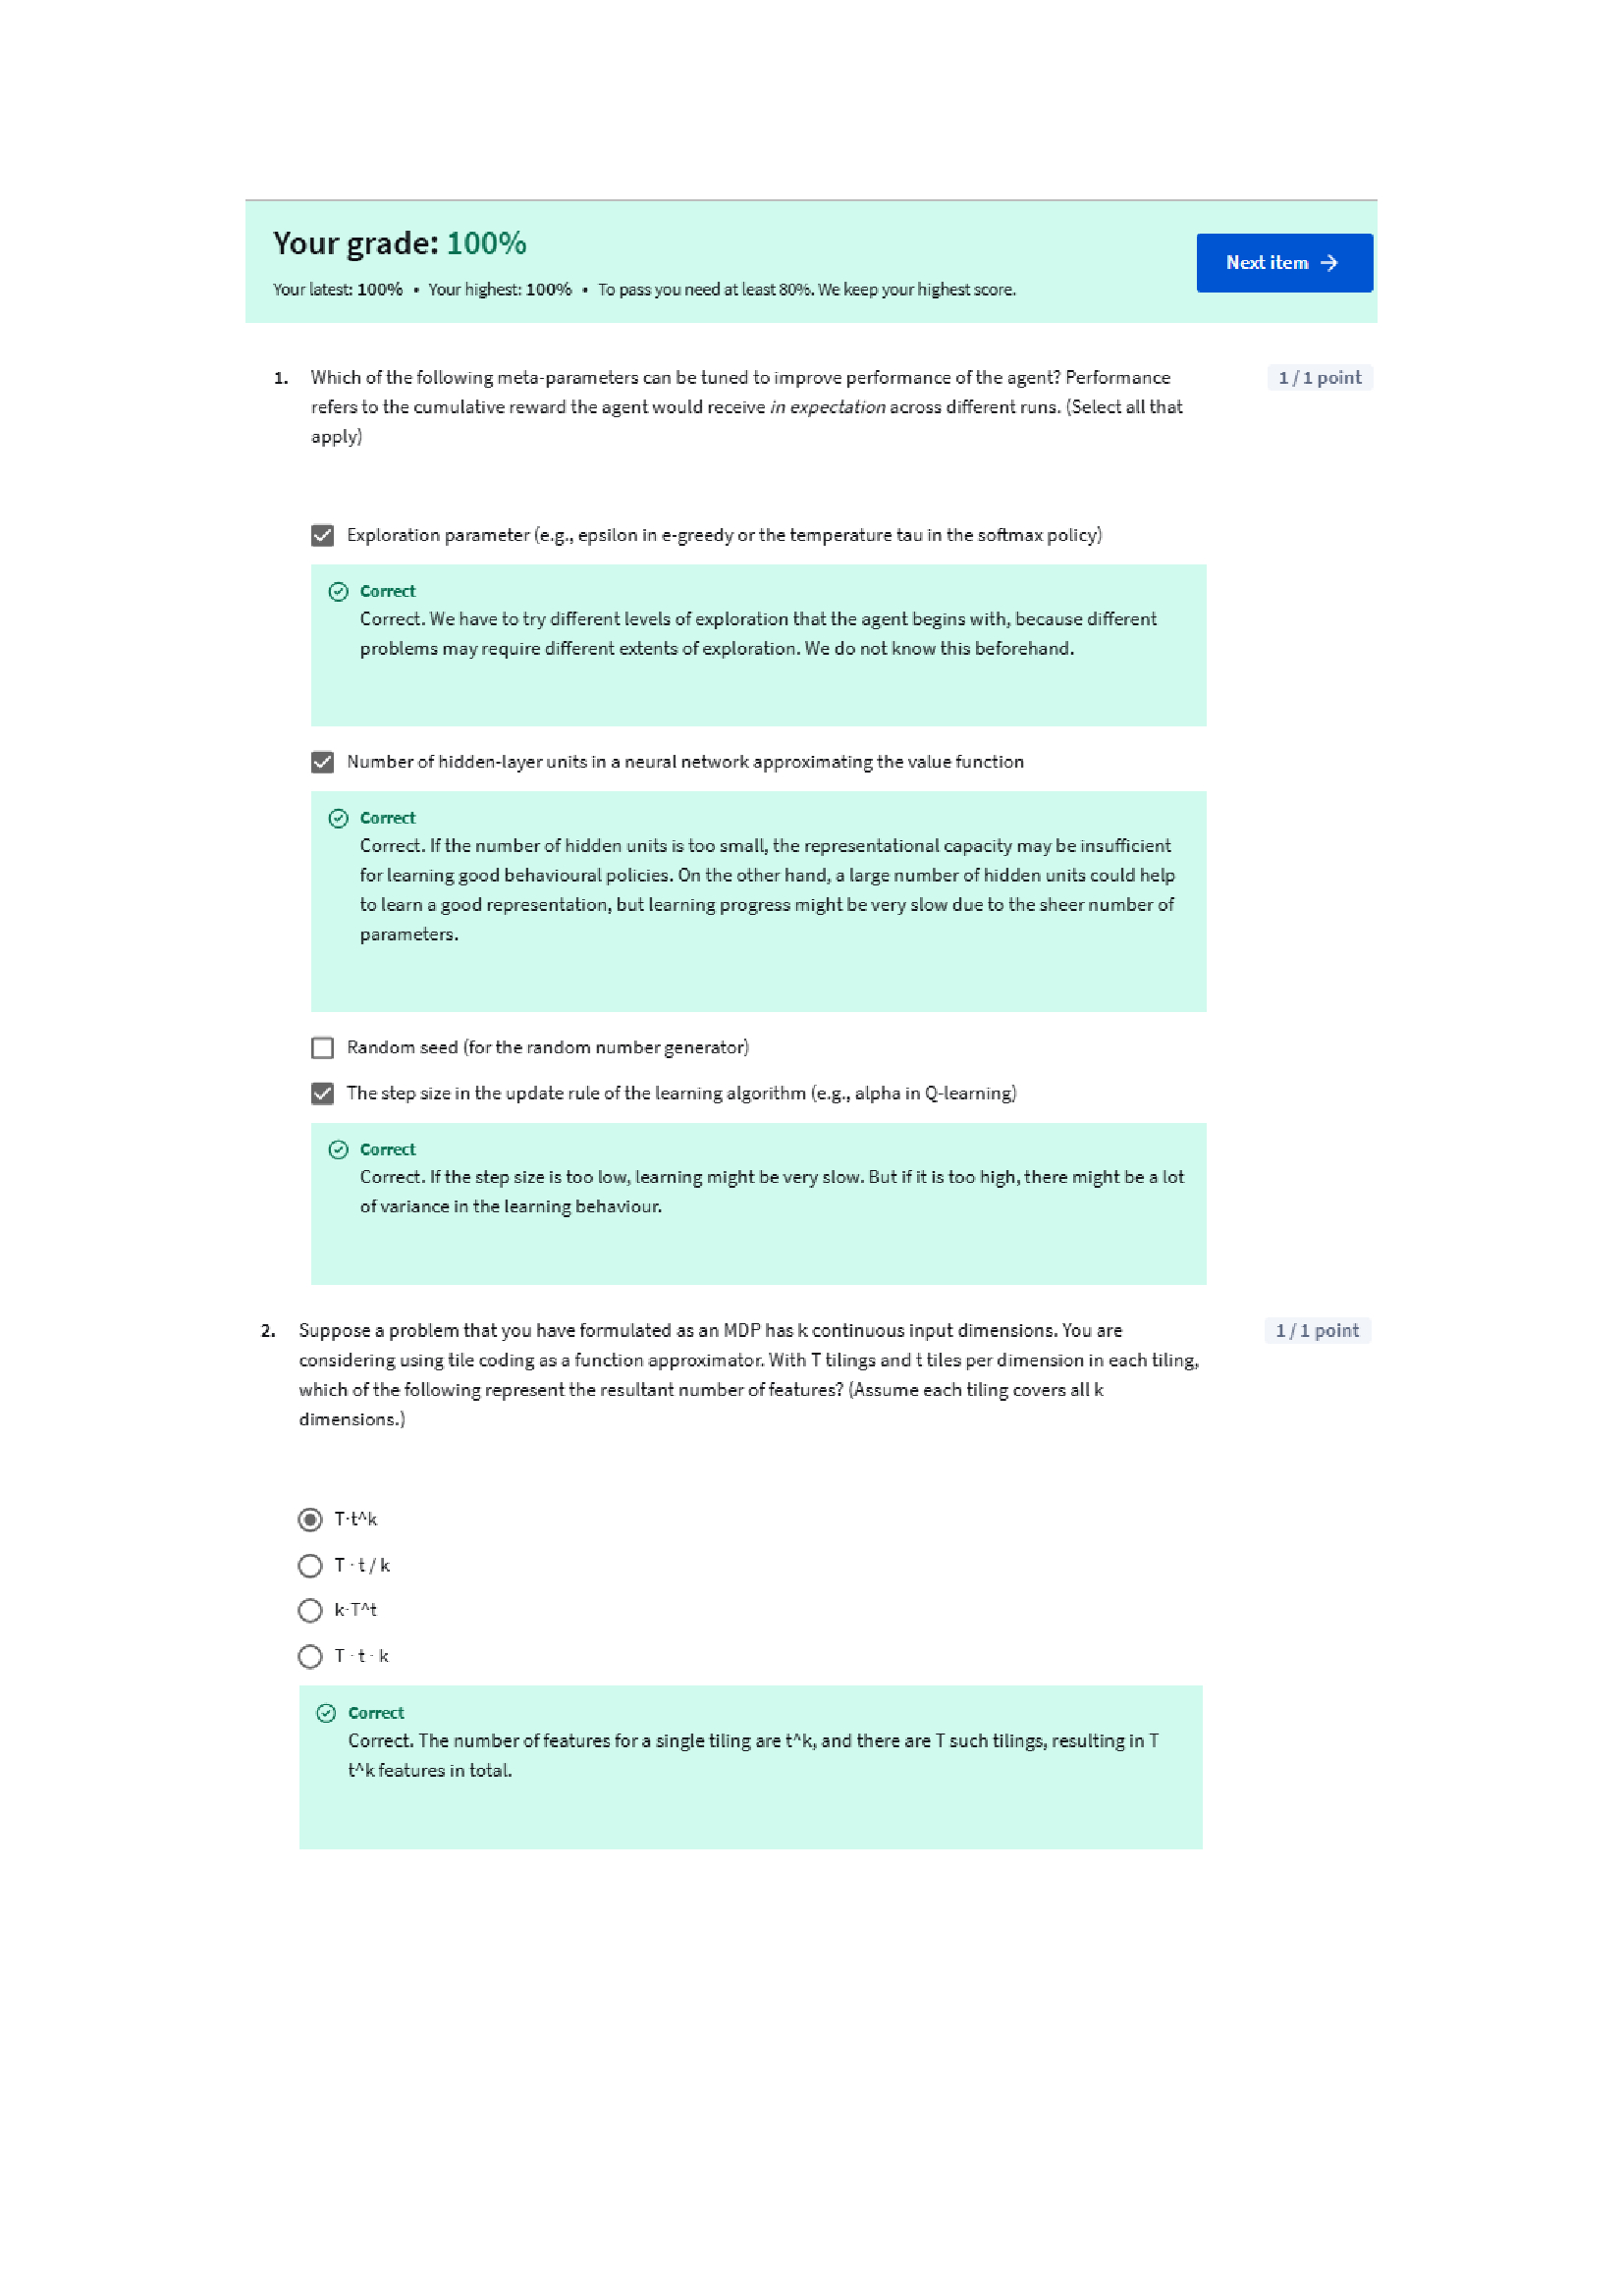 Your grade: 100%
Next item →
Your latest: 100% • Your highest: 100% • To pass you need at least 80%. We keep your highest score.
1. Which of the following meta-parameters can be tuned to improve performance of the agent? Performance
1 / 1 point
refers to the cumulative reward the agent would receive in expectation across different runs. (Select all that
apply)
Exploration parameter (e.g., epsilon in e-greedy or the temperature tau in the softmax policy)
Correct
Correct. We have to try different levels of exploration that the agent begins with, because different
problems may require different extents of exploration. We do not know this beforehand.
Number of hidden-layer units in a neural network approximating the value function
Correct
Correct. If the number of hidden units is too small, the representational capacity may be insufficient
for learning good behavioural policies. On the other hand, a large number of hidden units could help
to learn a good representation, but learning progress might be very slow due to the sheer number of
parameters.
Random seed (for the random number generator)
The step size in the update rule of the learning algorithm (e.g., alpha in Q-learning)
Correct
Correct. If the step size is too low, learning might be very slow. But if it is too high, there might be a lot
of variance in the learning behaviour.
2. Suppose a problem that you have formulated as an MDP has k continuous input dimensions. You are
1 / 1 point
considering using tile coding as a function approximator. With T tilings and t tiles per dimension in each tiling,
which of the following represent the resultant number of features? (Assume each tiling covers all k
dimensions.)
T·t^k
T · t / k
k·T^t
T · t · k
Correct
Correct. The number of features for a single tiling are t^k, and there are T such tilings, resulting in T
t^k features in total.